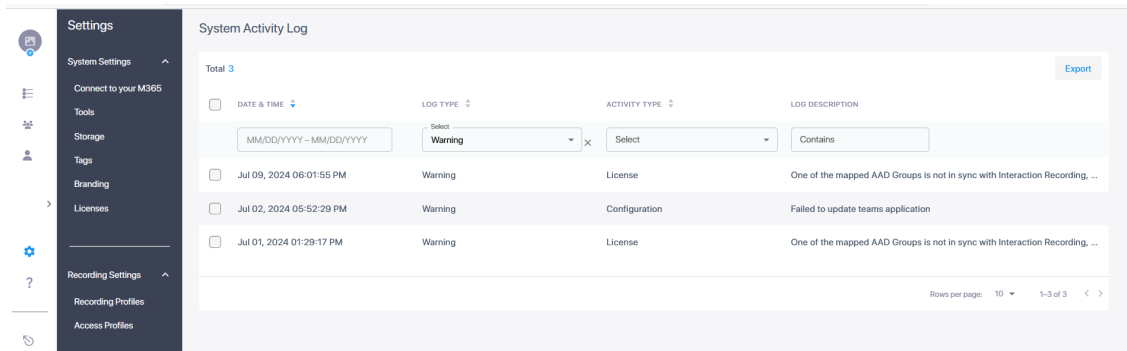 Settings
System Settings
Connect to your M365
Tools
Storage
Tags
Branding
Licenses
Recording Settings
Recording Profiles
Access Profiles
?
System Activity Log
Total 3
Export
DATE & TIME LOG TYPE ACTIVITY TYPE LOG DESCRIPTION
MM/DD/YYYY – MM/DD/YYYY Select Warning Select Contains
Jul 09, 2024 06:01:55 PM Warning License One of the mapped AAD Groups is not in sync with Interaction Recording, ...
Jul 02, 2024 05:52:29 PM Warning Configuration Failed to update teams application
Jul 01, 2024 01:29:17 PM Warning License One of the mapped AAD Groups is not in sync with Interaction Recording, ...
Rows per page: 10 1–3 of 3